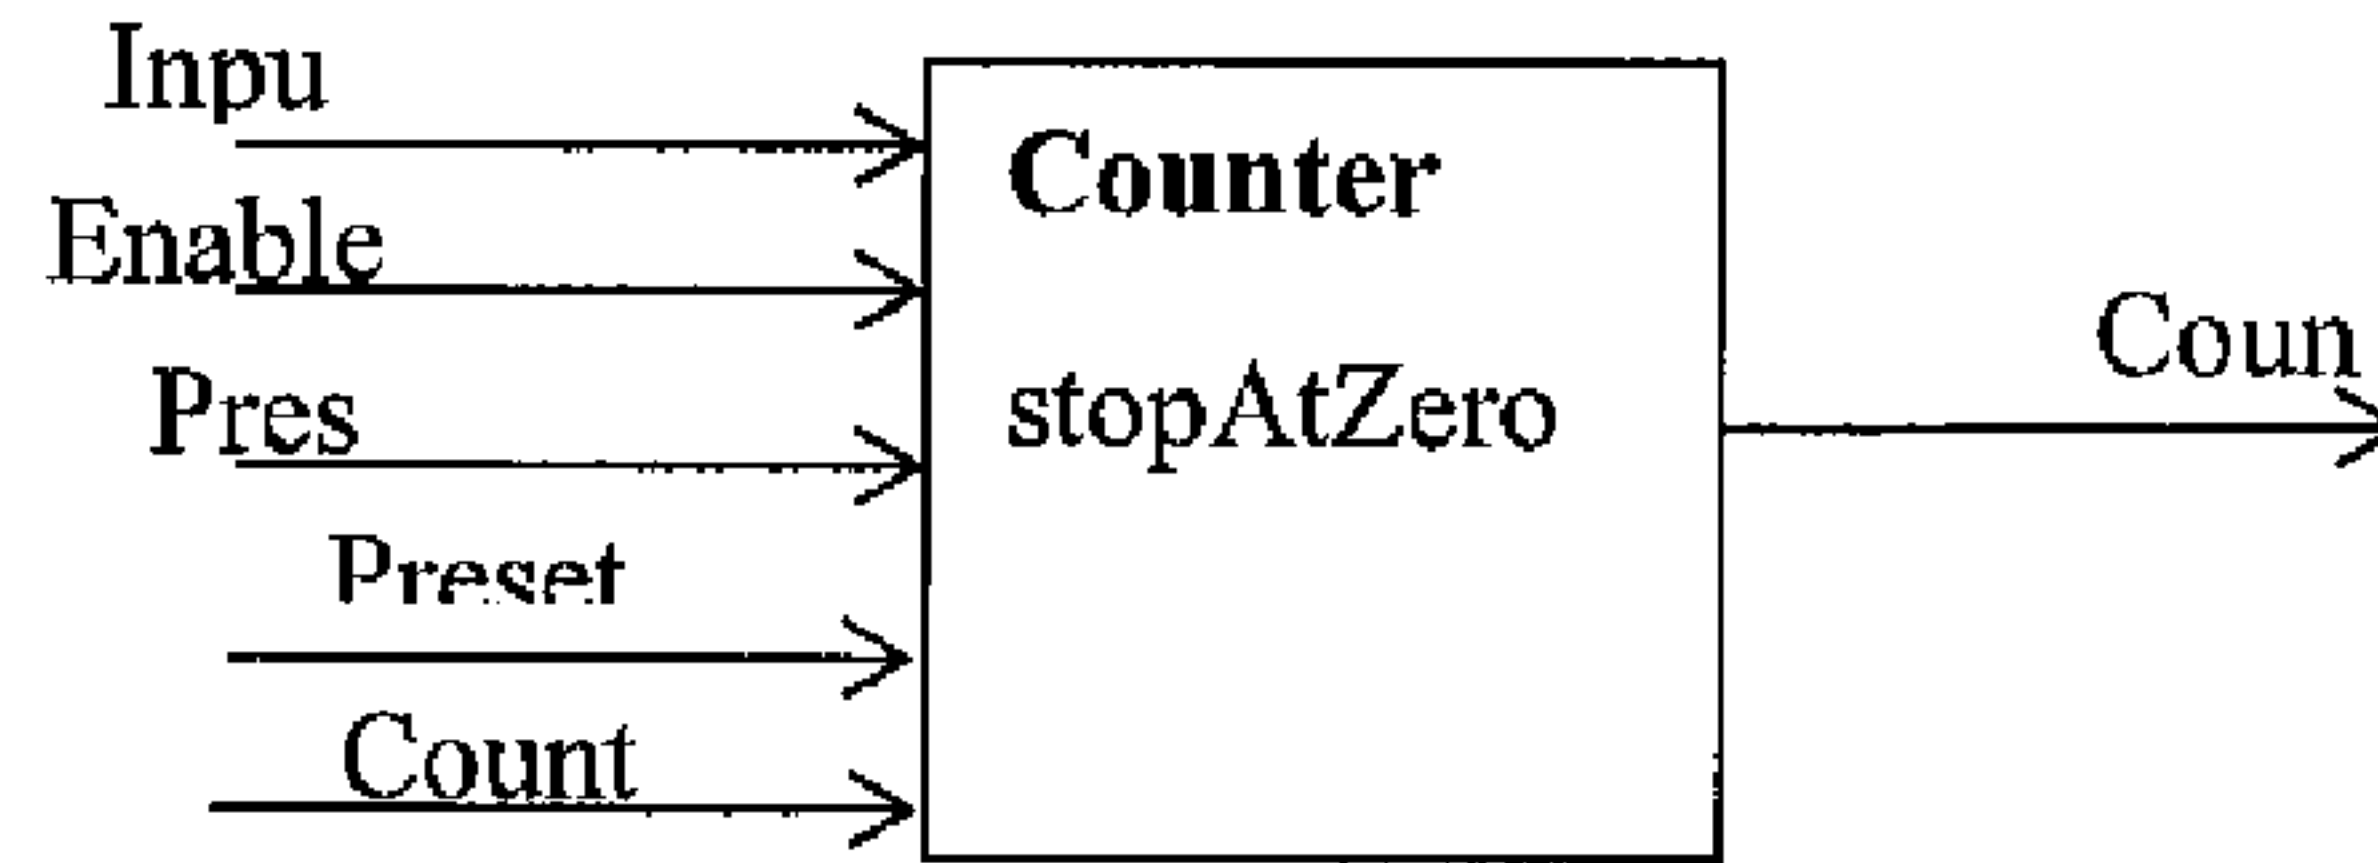 Inpu
Enable
Pres
Preset
Count
Counter
stopAtZero
Coun